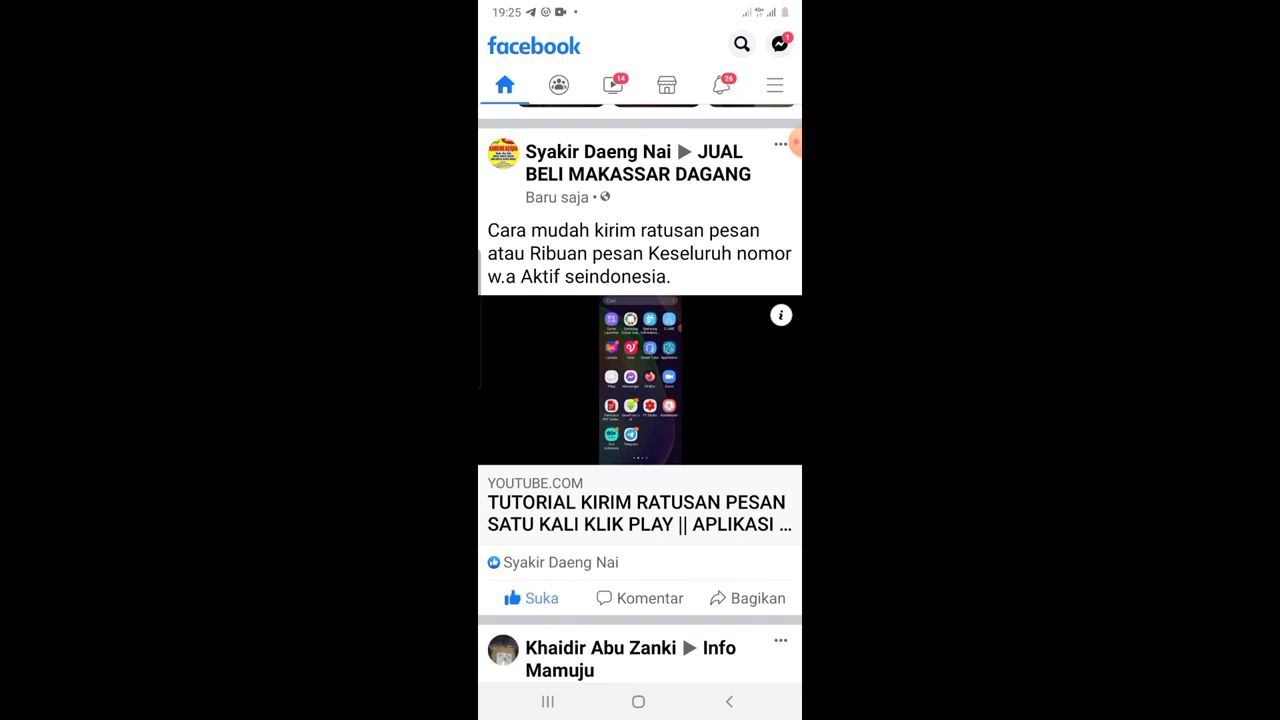 19:25
4G+
facebook
1
14
26
Syakir Daeng Nai ▶ JUAL
BELI MAKASSAR DAGANG
Baru saja •
Cara mudah kirim ratusan pesan
atau Ribuan pesan Keseluruh nomor
w.a Aktif seindonesia.
YOUTUBE.COM
TUTORIAL KIRIM RATUSAN PESAN
SATU KALI KLIK PLAY || APLIKASI ...
Syakir Daeng Nai
Suka
Komentar
Bagikan
Khaidir Abu Zanki ▶ Info
Mamuju